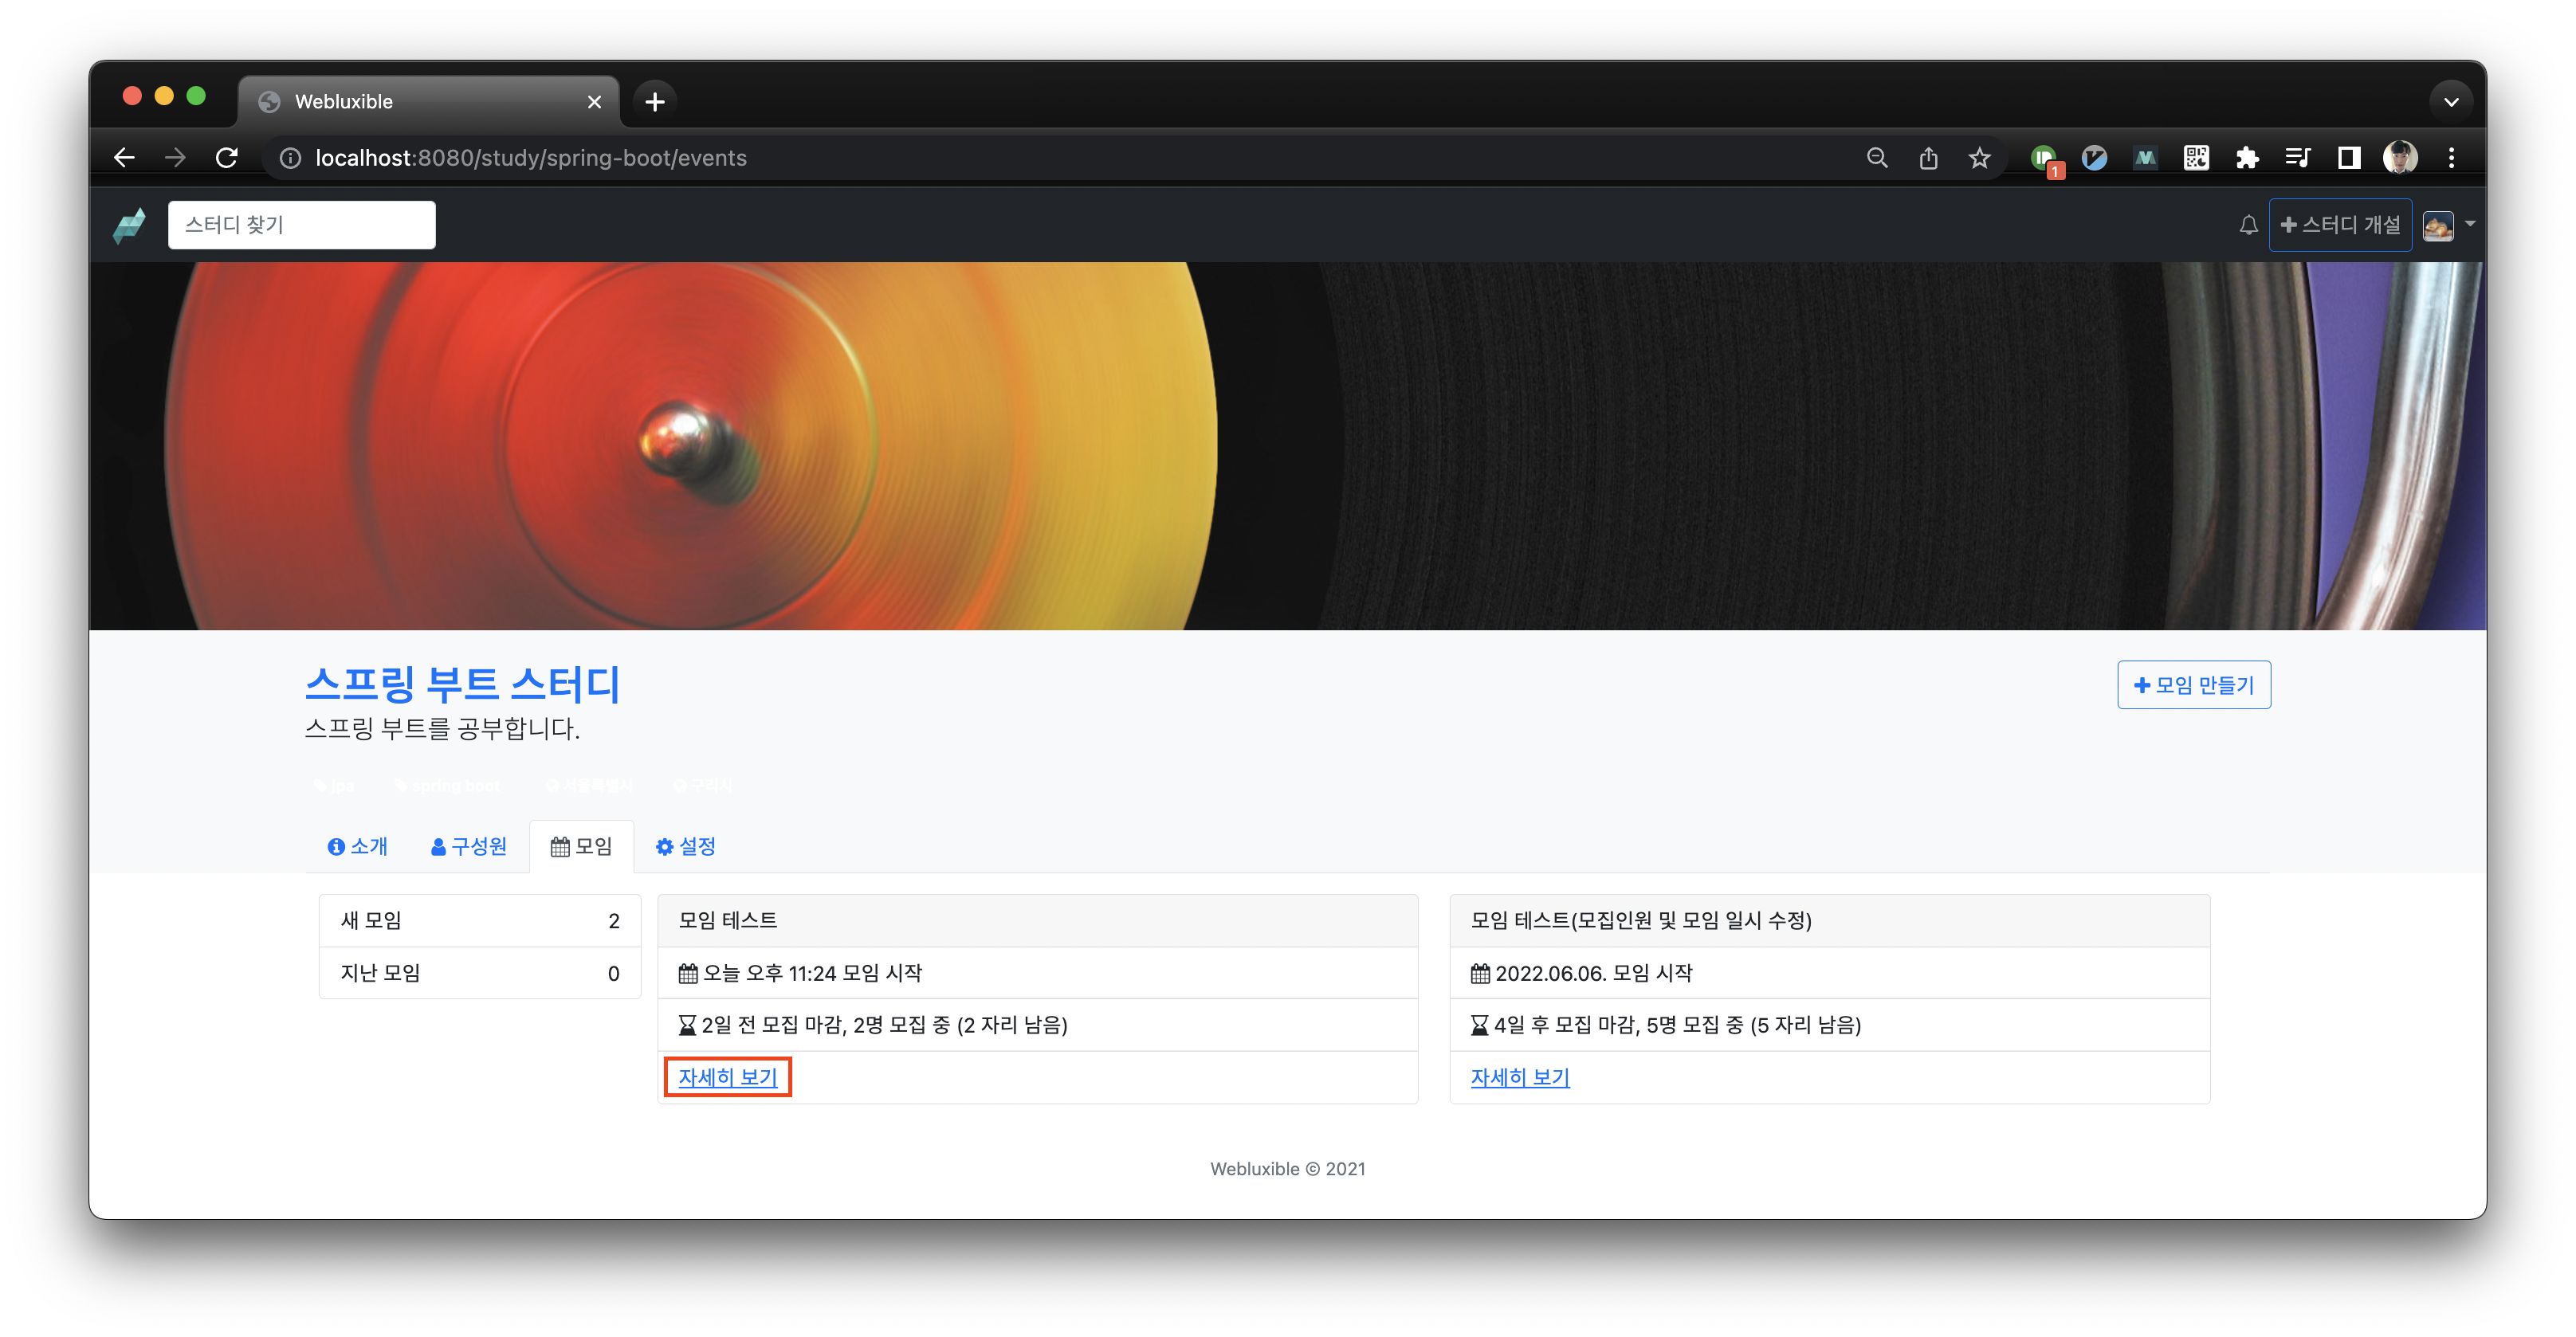 Webluxible
localhost:8080/study/spring-boot/events
1
스터디 찾기
스터디 개설
스프링 부트 스터디
모임 만들기
스프링 부트를 공부합니다.
jpa spring boot 서울특별시 구리시
소개 구성원 모임 설정
새 모임 2
지난 모임 0
모임 테스트
오늘 오후 11:24 모임 시작
2일 전 모집 마감, 2명 모집 중 (2 자리 남음)
자세히 보기
모임 테스트(모집인원 및 모임 일시 수정)
2022.06.06. 모임 시작
4일 후 모집 마감, 5명 모집 중 (5 자리 남음)
자세히 보기
Webluxible © 2021